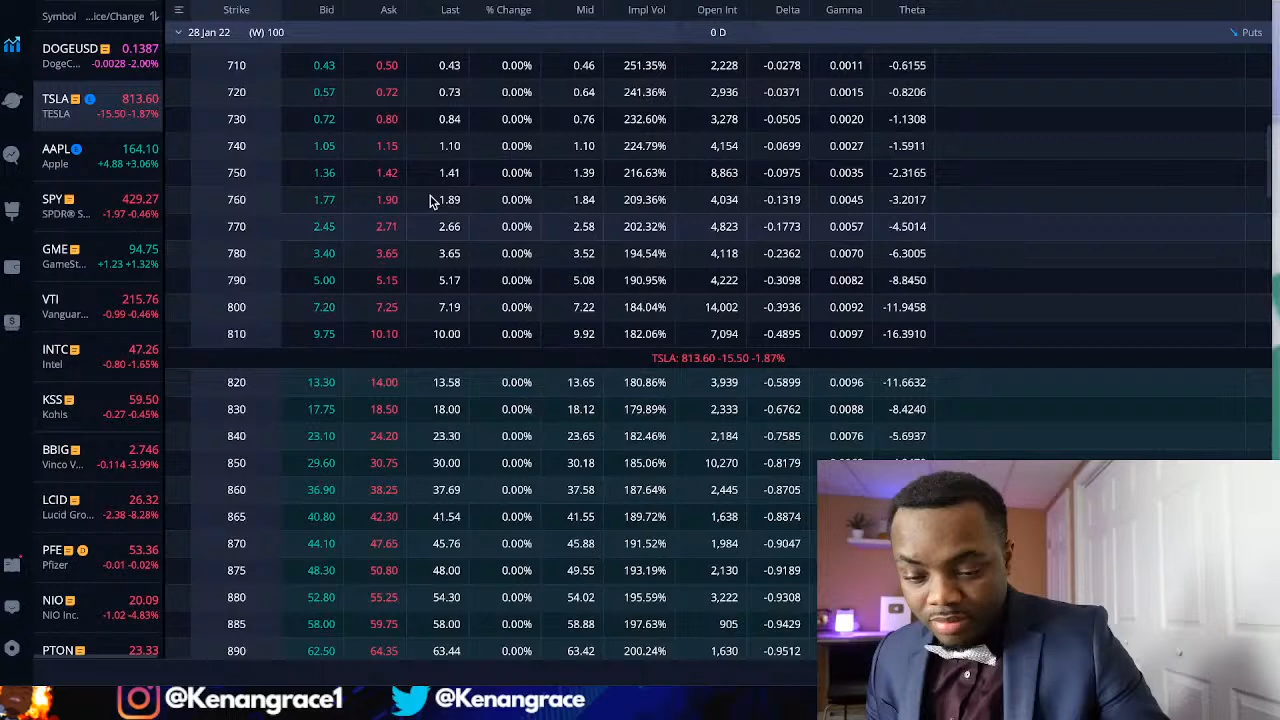 Symbol ...ice/Change
DOGEUSD 0.1387
DogeC... -0.0028 -2.00%
TSLA 813.60
TESLA -15.50 -1.87%
AAPL 164.10
Apple +4.88 +3.06%
SPY 429.27
SPDR® S... -1.97 -0.46%
GME 94.75
GameSt... +1.23 +1.32%
VTI 215.76
Vanguar... -0.99 -0.46%
INTC 47.26
Intel -0.80 -1.65%
KSS 59.50
Kohls -0.27 -0.45%
BBIG 2.746
Vinco V... -0.114 -3.99%
LCID 26.32
Lucid Gro... -2.38 -8.28%
PFE 53.36
Pfizer -0.01 -0.02%
NIO 20.09
NIO Inc. -1.02 -4.83%
PTON 23.33
Strike Bid Ask Last % Change Mid Impl Vol Open Int Delta Gamma Theta
28 Jan 22 (W) 100 0 D Puts
710 0.43 0.50 0.43 0.00% 0.46 251.35% 2,228 -0.0278 0.0011 -0.6155
720 0.57 0.72 0.73 0.00% 0.64 241.36% 2,936 -0.0371 0.0015 -0.8206
730 0.72 0.80 0.84 0.00% 0.76 232.60% 3,278 -0.0505 0.0020 -1.1308
740 1.05 1.15 1.10 0.00% 1.10 224.79% 4,154 -0.0699 0.0027 -1.5911
750 1.36 1.42 1.41 0.00% 1.39 216.63% 8,863 -0.0975 0.0035 -2.3165
760 1.77 1.90 1.89 0.00% 1.84 209.36% 4,034 -0.1319 0.0045 -3.2017
770 2.45 2.71 2.66 0.00% 2.58 202.32% 4,823 -0.1773 0.0057 -4.5014
780 3.40 3.65 3.65 0.00% 3.52 194.54% 4,118 -0.2362 0.0070 -6.3005
790 5.00 5.15 5.17 0.00% 5.08 190.95% 4,222 -0.3098 0.0082 -8.8450
800 7.20 7.25 7.19 0.00% 7.22 184.04% 14,002 -0.3936 0.0092 -11.9458
810 9.75 10.10 10.00 0.00% 9.92 182.06% 7,094 -0.4895 0.0097 -16.3910
TSLA: 813.60 -15.50 -1.87%
820 13.30 14.00 13.58 0.00% 13.65 180.86% 3,939 -0.5899 0.0096 -11.6632
830 17.75 18.50 18.00 0.00% 18.12 179.89% 2,333 -0.6762 0.0088 -8.4240
840 23.10 24.20 23.30 0.00% 23.65 182.46% 2,184 -0.7585 0.0076 -5.6937
850 29.60 30.75 30.00 0.00% 30.18 185.06% 10,270 -0.8179
860 36.90 38.25 37.69 0.00% 37.58 187.64% 2,445 -0.8705
865 40.80 42.30 41.54 0.00% 41.55 189.72% 1,638 -0.8874
870 44.10 47.65 45.76 0.00% 45.88 191.52% 1,984 -0.9047
875 48.30 50.80 48.00 0.00% 49.55 193.19% 2,130 -0.9189
880 52.80 55.25 54.30 0.00% 54.02 195.59% 3,222 -0.9308
885 58.00 59.75 58.00 0.00% 58.88 197.63% 905 -0.9429
890 62.50 64.35 63.44 0.00% 63.42 200.24% 1,630 -0.9512
@Kenangrace1 @Kenangrace